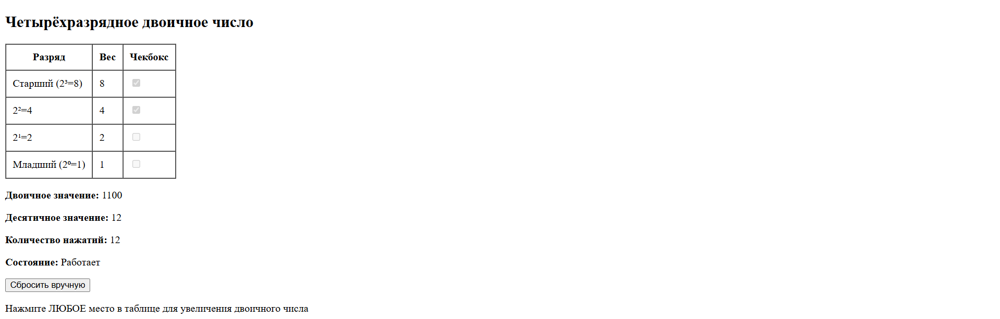 Четырёхразрядное двоичное число
Разряд Вес Чекбокс
Старший (2³=8) 8
2²=4 4
2¹=2 2
Младший (2⁰=1) 1
Двоичное значение: 1100
Десятичное значение: 12
Количество нажатий: 12
Состояние: Работает
Сбросить вручную
Нажмите ЛЮБОЕ место в таблице для увеличения двоичного числа